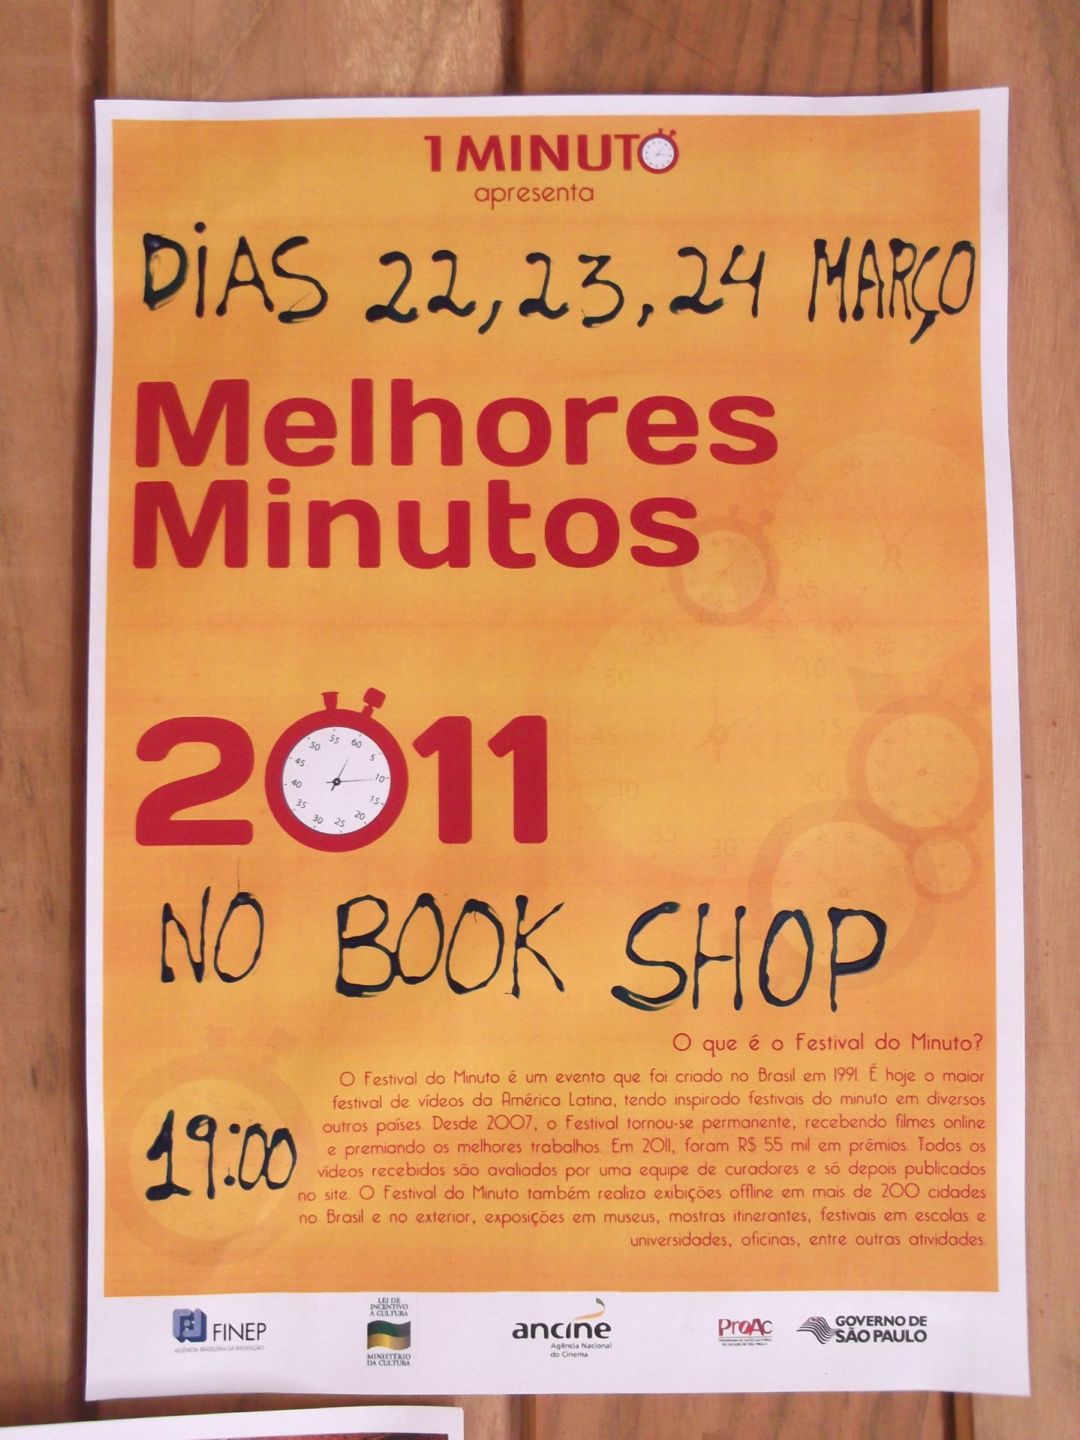 1 MINUTO
apresenta
DiAS 22, 23, 24 MARÇO
Melhores
Minutos
2011
NO BOOK SHOP
O que é o Festival do Minuto?
O Festival do Minuto é um evento que foi criado no Brasil em 1991. É hoje o maior
festival de vídeos da América Latina, tendo inspirado festivais do minuto em diversos
outros países. Desde 2007, o Festival tornou-se permanente, recebendo filmes online
e premiando os melhores trabalhos. Em 2011, foram R$ 55 mil em prêmios. Todos os
vídeos recebidos são avaliados por uma equipe de curadores e só depois publicados
no site. O Festival do Minuto também realiza exibições offline em mais de 200 cidades
no Brasil e no exterior, exposições em museus, mostras itinerantes, festivais em escolas e
universidades, oficinas, entre outras atividades.
19:00
FINEP
AGÊNCIA BRASILEIRA DA INOVAÇÃO
LEI DE
INCENTIVO
À CULTURA
MINISTÉRIO
DA CULTURA
ancine
Agência Nacional
do Cinema
ProAc
GOVERNO DE
SÃO PAULO